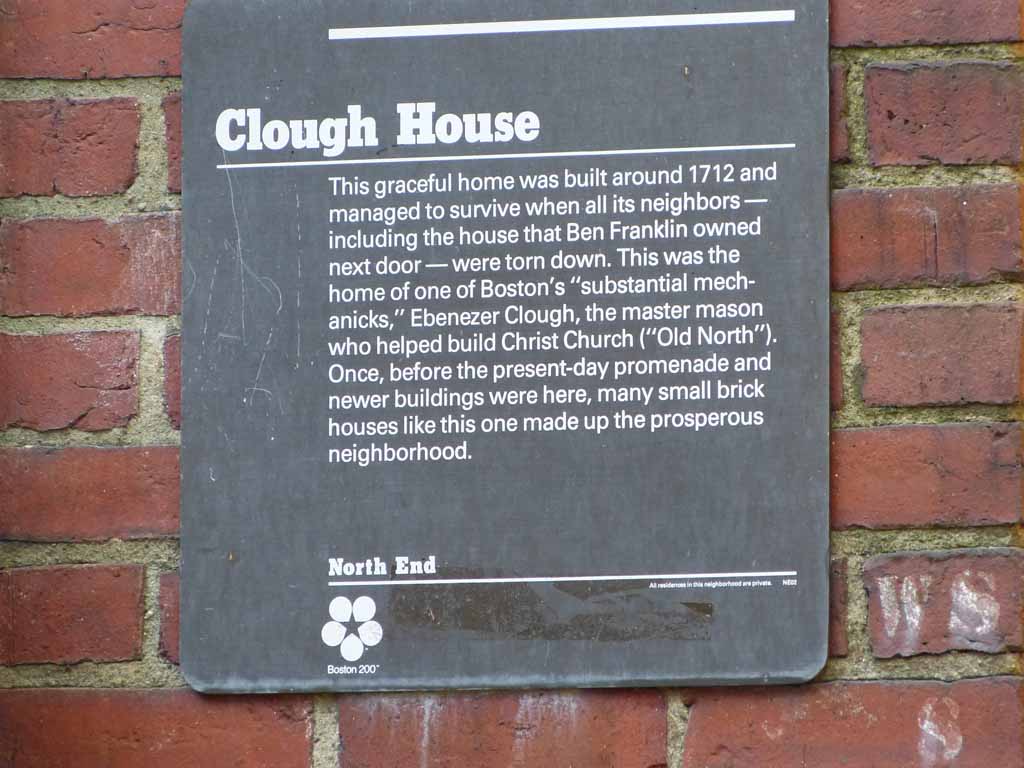 Clough House
This graceful home was built around 1712 and
managed to survive when all its neighbors —
including the house that Ben Franklin owned
next door — were torn down. This was the
home of one of Boston's "substantial mech-
anicks," Ebenezer Clough, the master mason
who helped build Christ Church ("Old North").
Once, before the present-day promenade and
newer buildings were here, many small brick
houses like this one made up the prosperous
neighborhood.
North End
All residences in this neighborhood are private. NE02
Boston 200™
W S
S